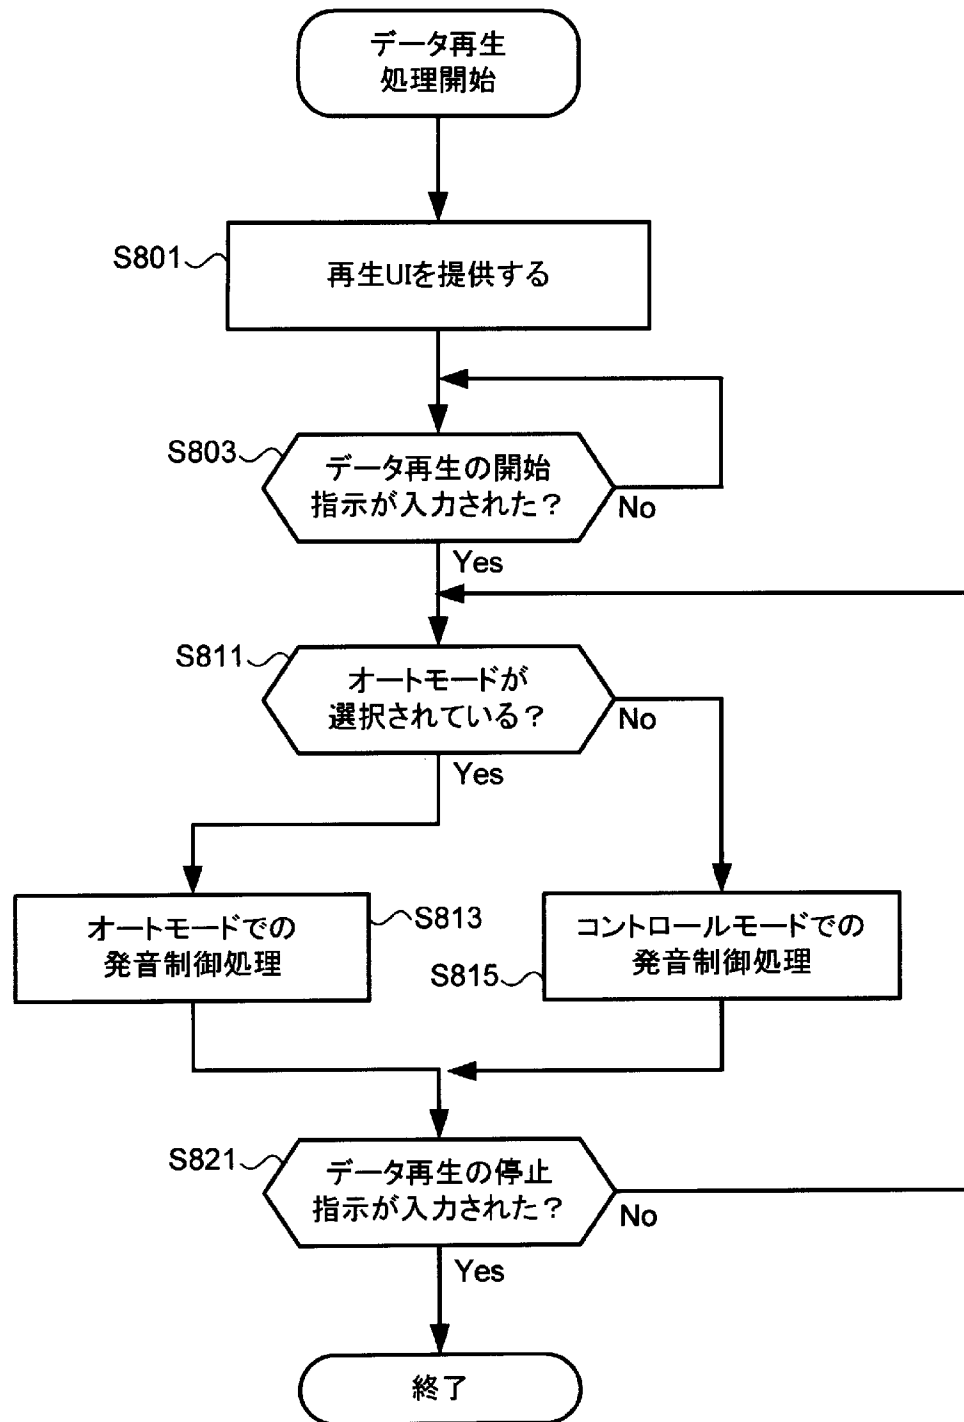 データ再生
処理開始
S801
再生UIを提供する
S803
データ再生の開始
指示が入力された？
No
Yes
S811
オートモードが
選択されている？
No
Yes
オートモードでの
発音制御処理
S813
コントロールモードでの
発音制御処理
S815
S821
データ再生の停止
指示が入力された？
No
Yes
終了